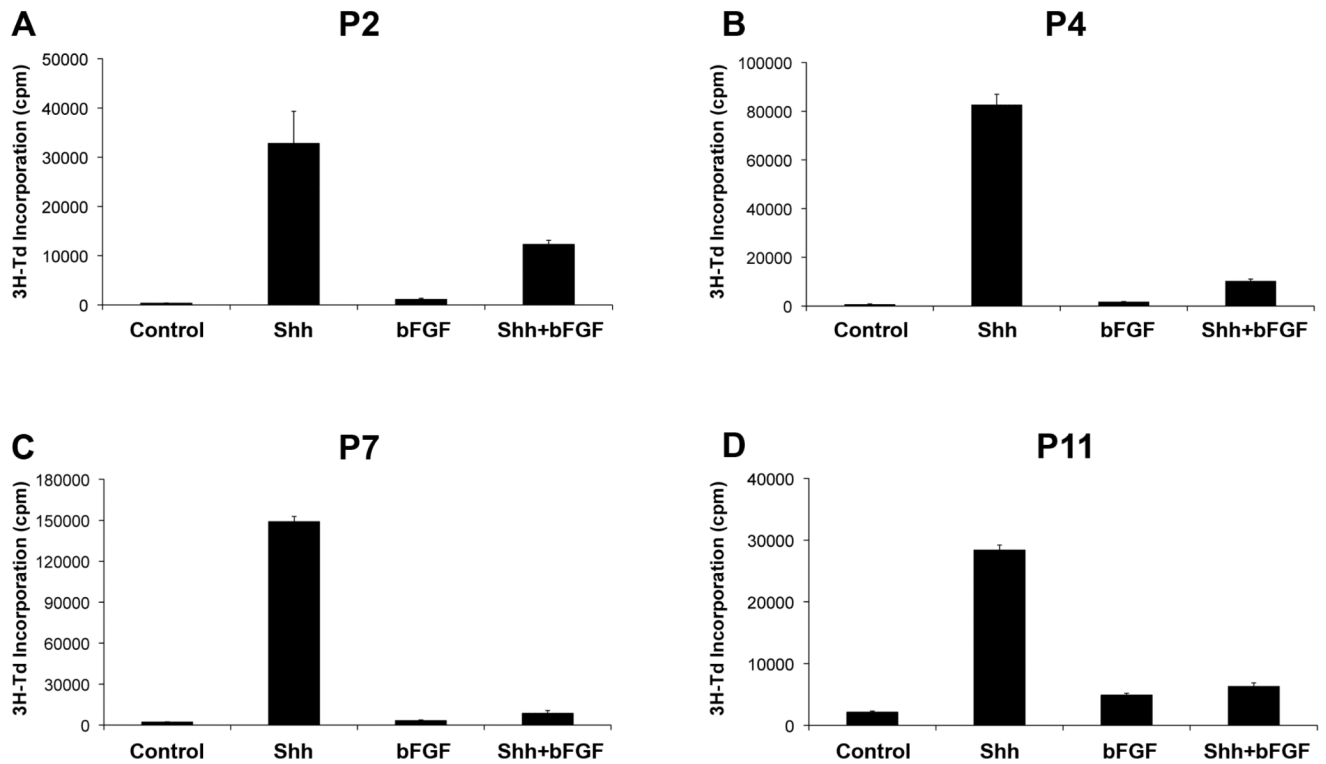 A
P2
3H-Td Incorporation (cpm)
50000
40000
30000
20000
10000
0
Control Shh bFGF Shh+bFGF
B
P4
3H-Td Incorporation (cpm)
100000
80000
60000
40000
20000
0
Control Shh bFGF Shh+bFGF
C
P7
3H-Td Incorporation (cpm)
180000
150000
120000
90000
60000
30000
0
Control Shh bFGF Shh+bFGF
D
P11
3H-Td Incorporation (cpm)
40000
30000
20000
10000
0
Control Shh bFGF Shh+bFGF